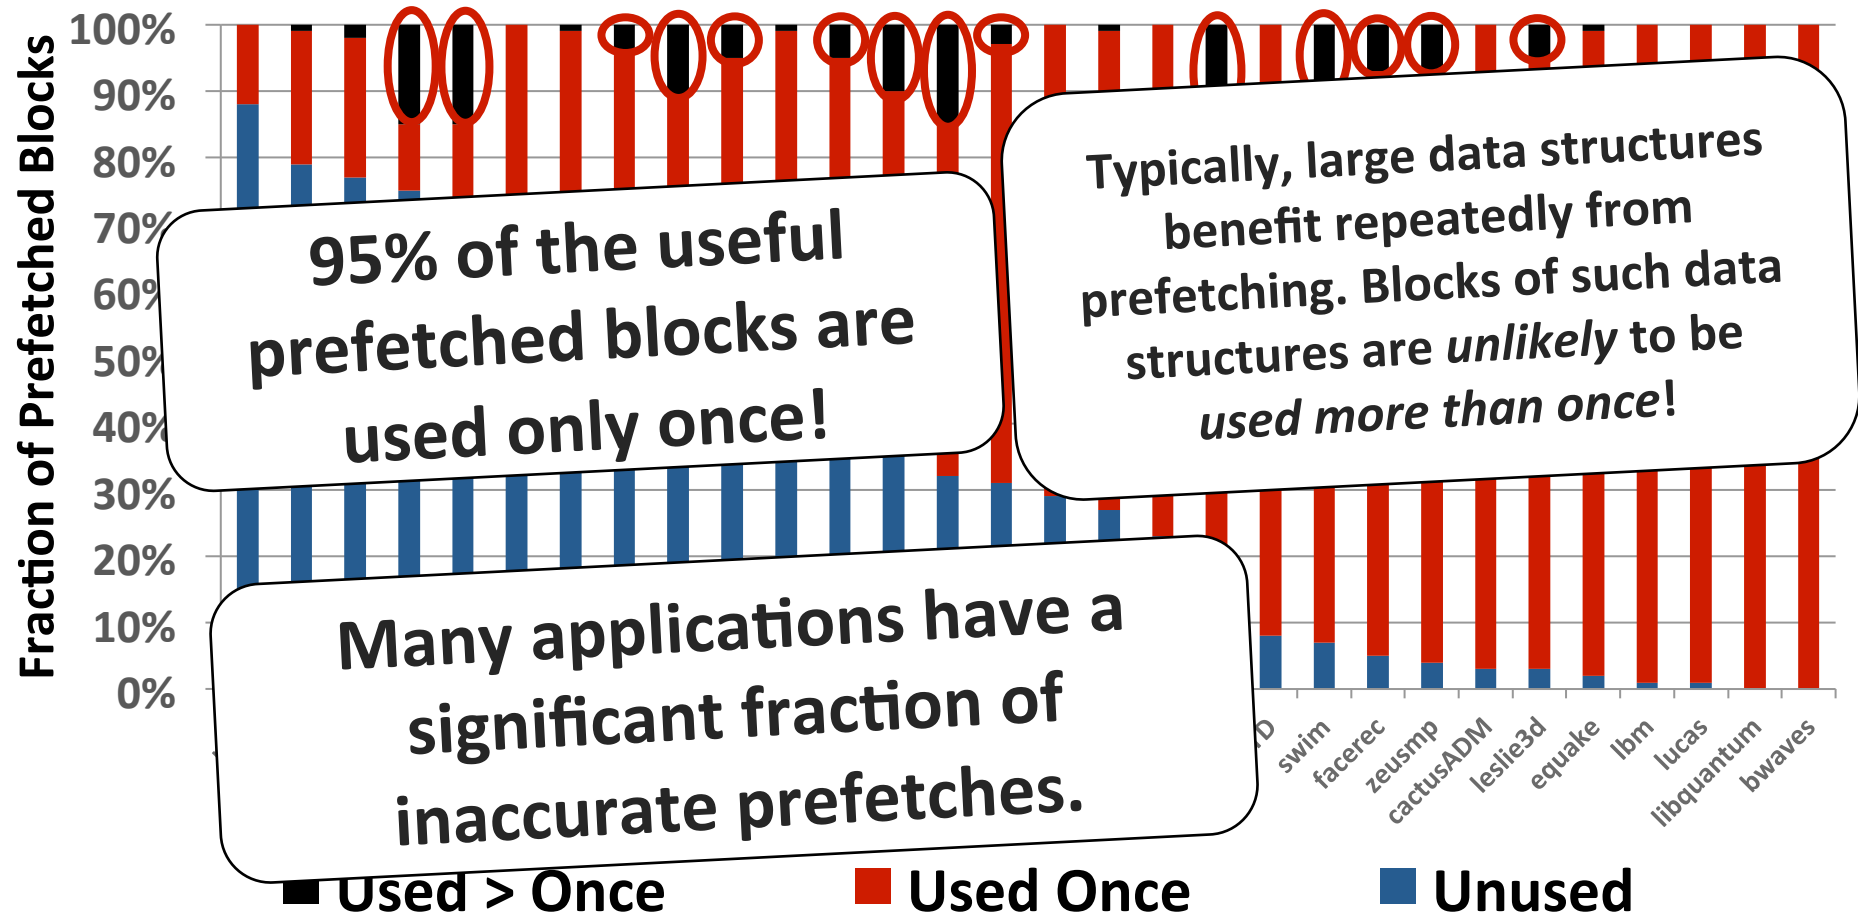 Fraction of Prefetched Blocks
100%
90%
80%
70%
60%
50%
40%
30%
20%
10%
0%
95% of the useful
prefetched blocks are
used only once!
Typically, large data structures
benefit repeatedly from
prefetching. Blocks of such data
structures are unlikely to be
used more than once!
Many applications have a
significant fraction of
inaccurate prefetches.
swim
facerec
zeusmp
cactusADM
leslie3d
equake
lbm
lucas
libquantum
bwaves
Used > Once
Used Once
Unused